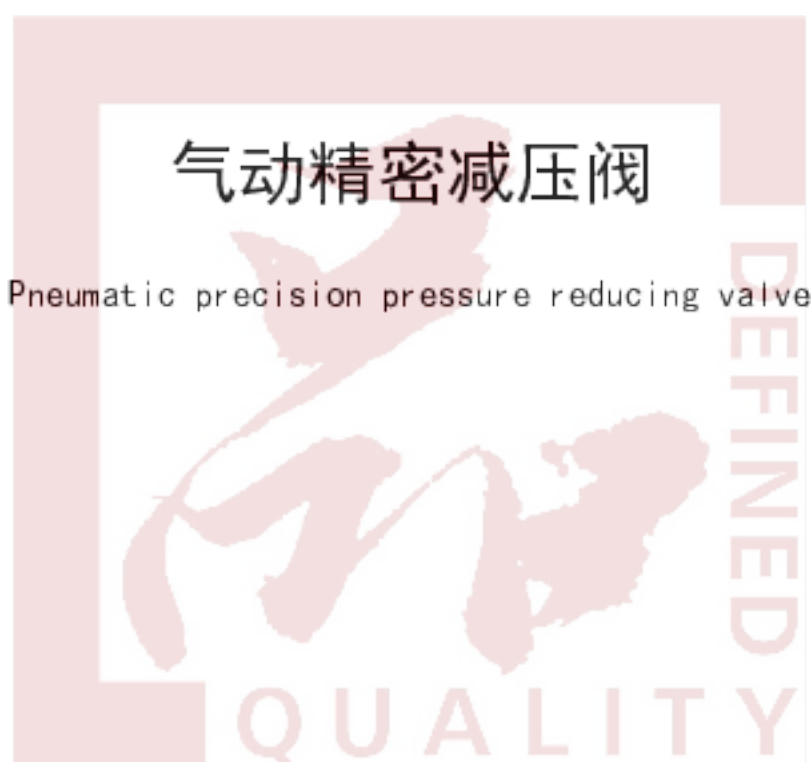 气动精密减压阀
Pneumatic precision pressure reducing valve
DEFINED
QUALITY